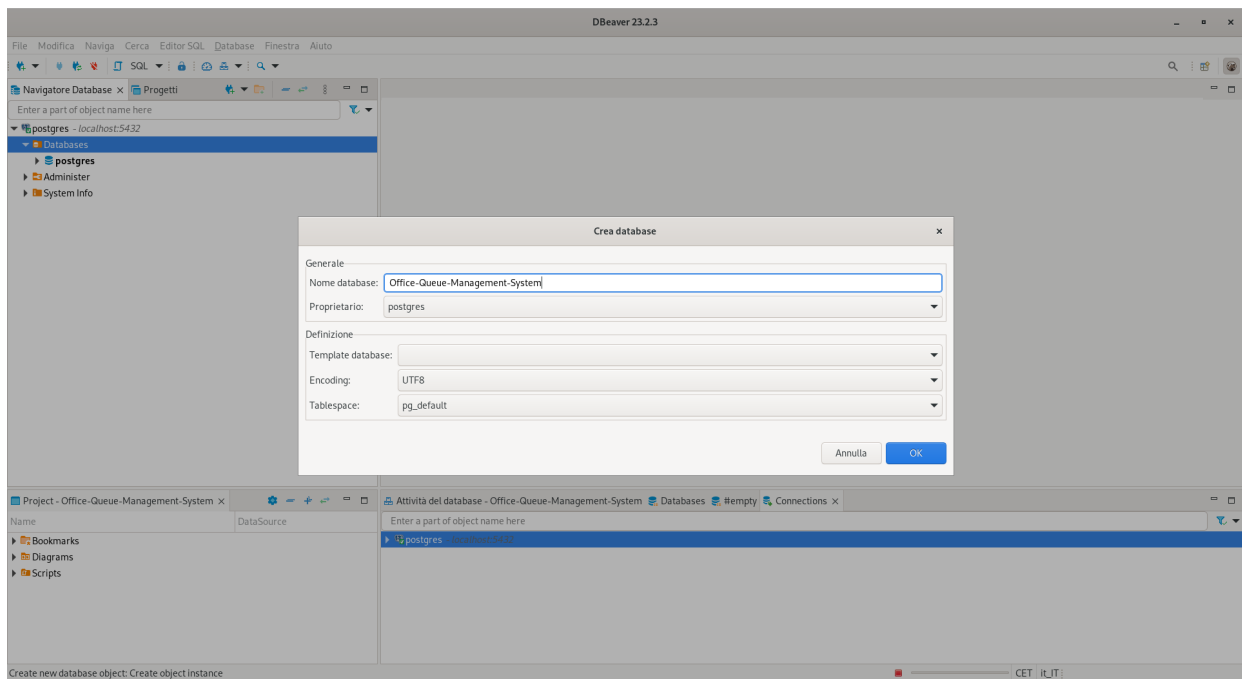 DBeaver 23.2.3
File Modifica Naviga Cerca Editor SQL Database Finestra Aiuto
SQL
Navigatore Database Progetti
Enter a part of object name here
postgres - localhost:5432
Databases
postgres
Administer
System Info
Crea database
Generale
Nome database: Office-Queue-Management-System
Proprietario: postgres
Definizione
Template database:
Encoding: UTF8
Tablespace: pg_default
Annulla OK
Project - Office-Queue-Management-System
Name DataSource
Bookmarks
Diagrams
Scripts
Attività del database - Office-Queue-Management-System Databases #empty Connections
Enter a part of object name here
postgres - localhost:5432
Create new database object: Create object instance
CET it_IT